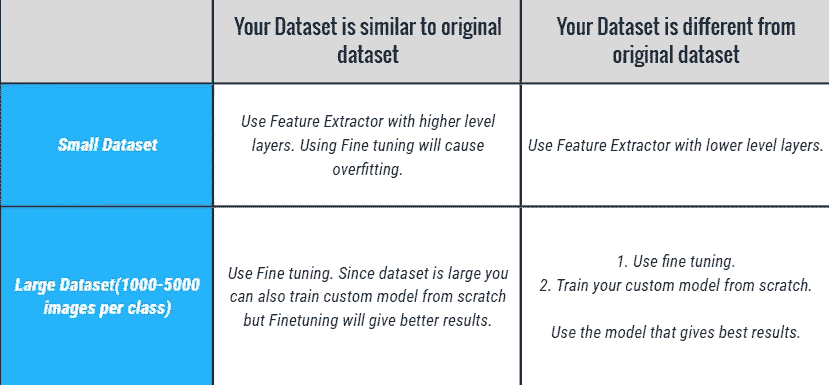 Your Dataset is similar to original
dataset
Your Dataset is different from
original dataset
Small Dataset
Use Feature Extractor with higher level
layers. Using Fine tuning will cause
overfitting.
Use Feature Extractor with lower level layers.
Large Dataset(1000-5000
images per class)
Use Fine tuning. Since dataset is large you
can also train custom model from scratch
but Finetuning will give better results.
1. Use fine tuning.
2. Train your custom model from scratch.
Use the model that gives best results.